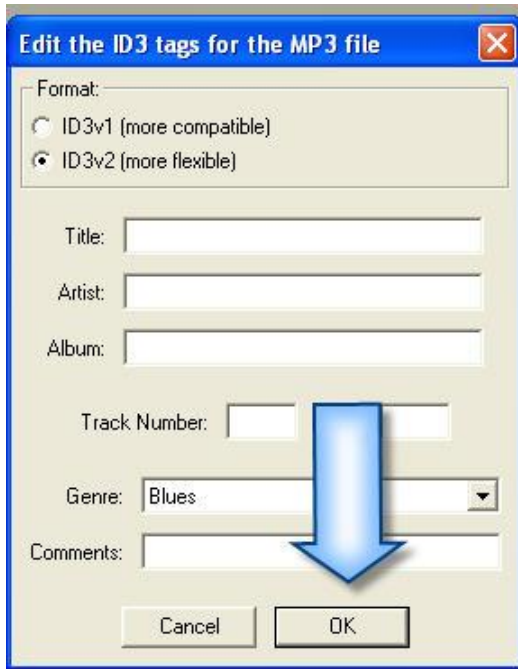 Edit the ID3 tags for the MP3 file
Format:
ID3v1 (more compatible)
ID3v2 (more flexible)
Title:
Artist:
Album:
Track Number:
Genre: Blues
Comments:
Cancel OK